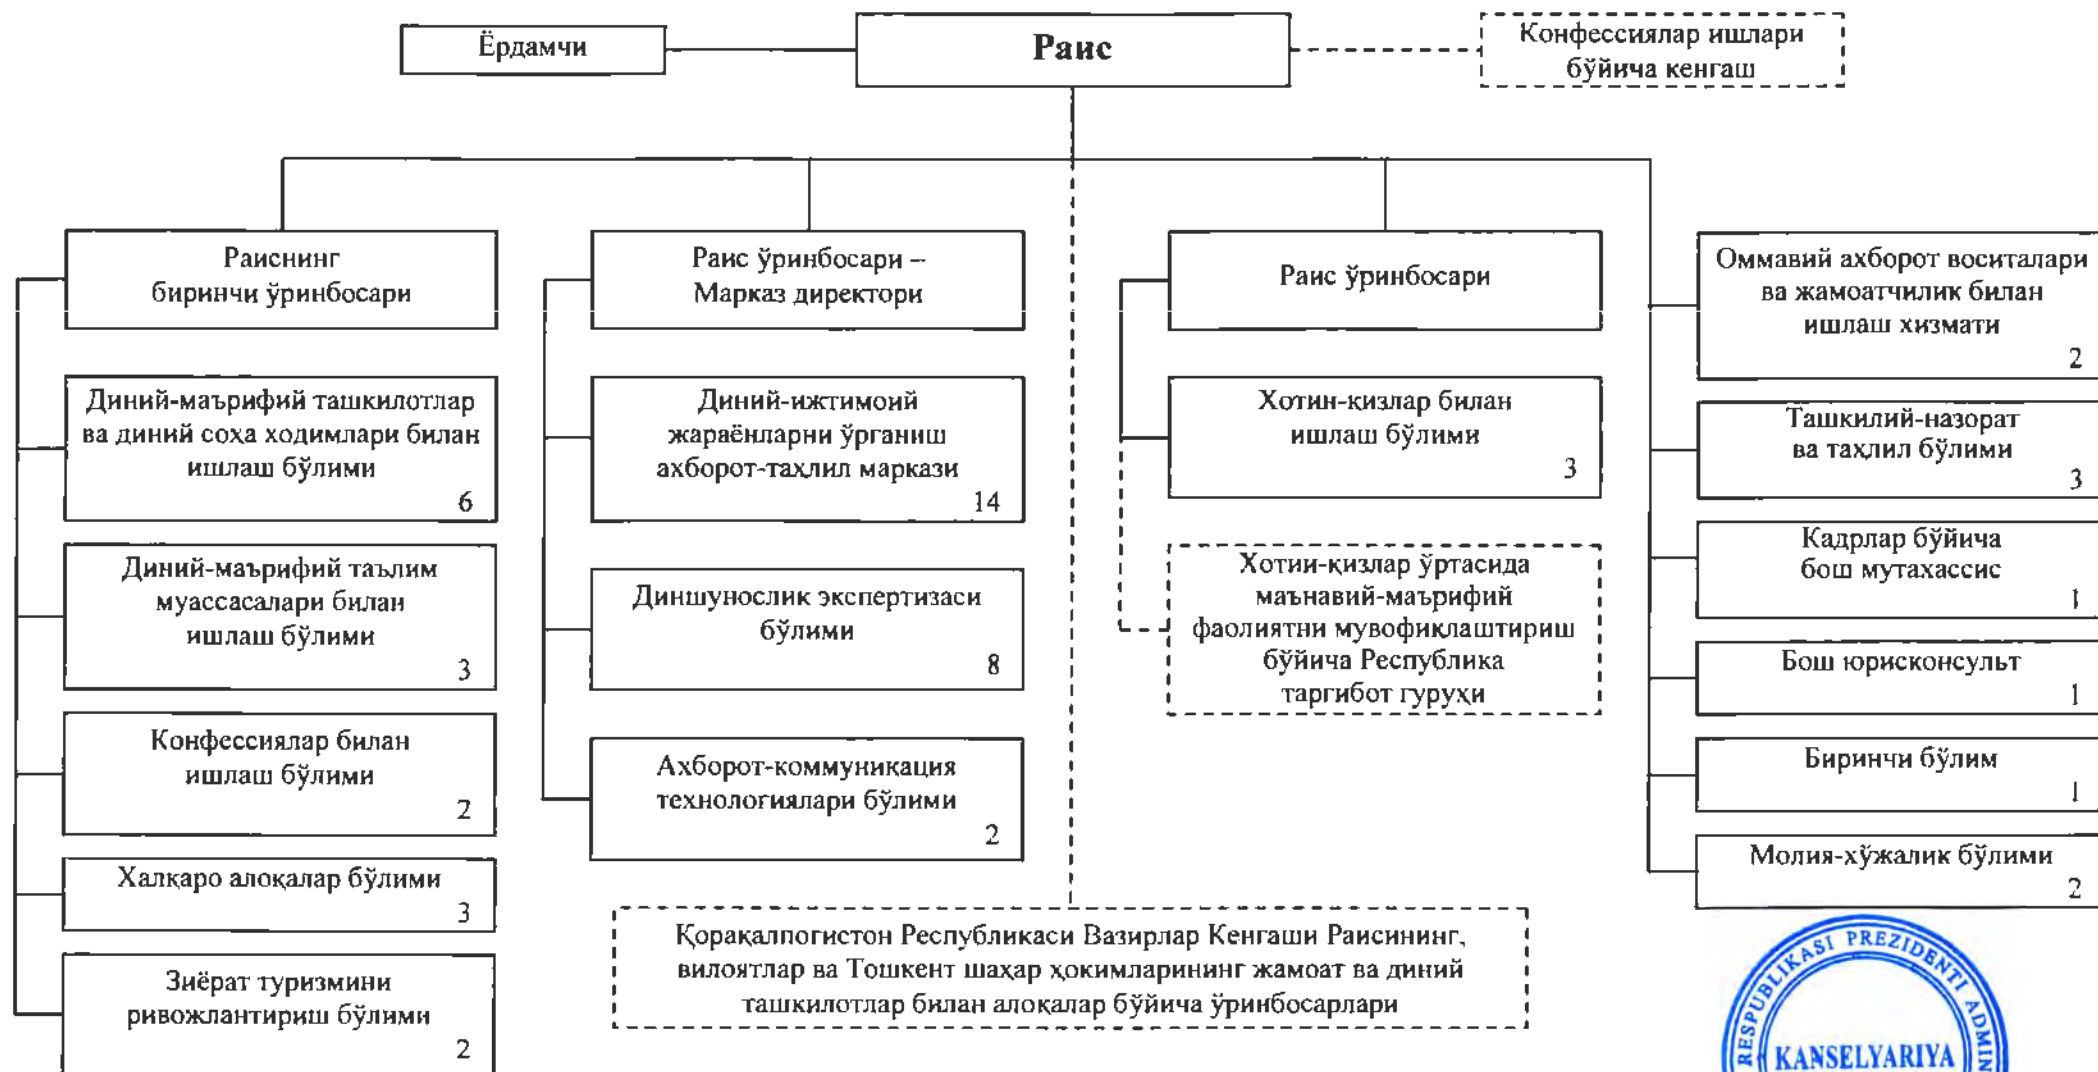 Ёрдамчи
Раис
Конфессиялар ишлари
бўйича кенгаш
Раиснинг
биринчи ўринбосари
Диний-маърифий ташкилотлар
ва диний соҳа ходимлари билан
ишлаш бўлими
6
Диний-маърифий таълим
муассасалари билан
ишлаш бўлими
3
Конфессиялар билан
ишлаш бўлими
2
Халқаро алоқалар бўлими
3
Зиёрат туризмини
ривожлантириш бўлими
2
Раис ўринбосари –
Марказ директори
Диний-ижтимоий
жараёнларни ўрганиш
ахборот-таҳлил маркази
14
Диншунослик экспертизаси
бўлими
8
Ахборот-коммуникация
технологиялари бўлими
2
Раис ўринбосари
Хотин-қизлар билан
ишлаш бўлими
3
Хотин-қизлар ўртасида
маънавий-маърифий
фаолиятни мувофиқлаштириш
бўйича Республика
тарғибот гуруҳи
Оммавий ахборот воситалари
ва жамоатчилик билан
ишлаш хизмати
2
Ташкилий-назорат
ва таҳлил бўлими
3
Кадрлар бўйича
бош мутахассис
1
Бош юрисконсульт
1
Биринчи бўлим
1
Молия-хўжалик бўлими
2
Қорақалпоғистон Республикаси Вазирлар Кенгаши Раисининг,
вилоятлар ва Тошкент шаҳар ҳокимларининг жамоат ва диний
ташкилотлар билан алоқалар бўйича ўринбосарлари
RESPUBLIKASI PREZIDENTI ADMIN
KANSELYARIYA